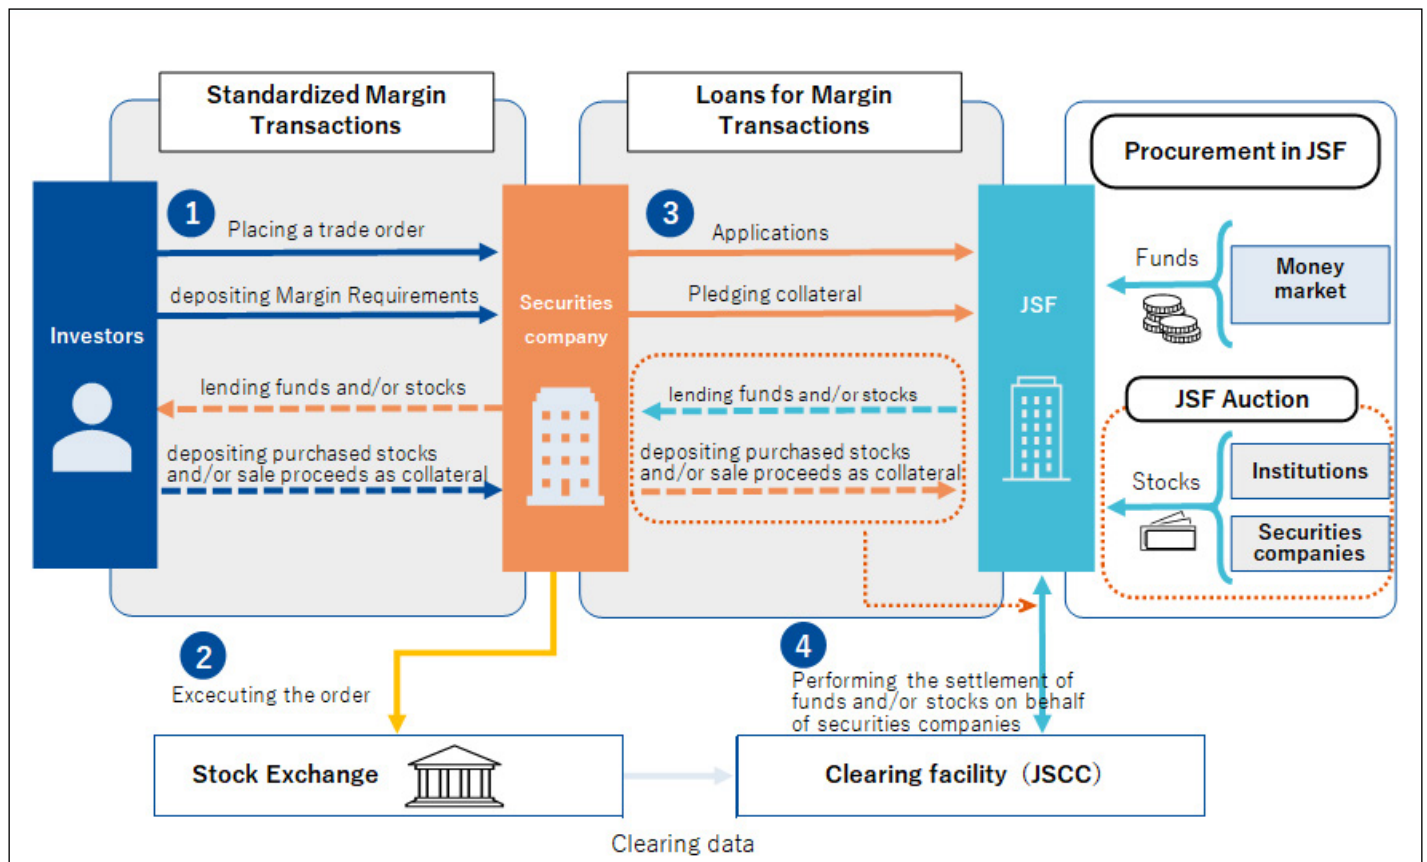 Standardized Margin
Transactions
Loans for Margin
Transactions
Procurement in JSF
1
Placing a trade order
depositing Margin Requirements
Investors
lending funds and/or stocks
depositing purchased stocks
and/or sale proceeds as collateral
Securities
company
3
Applications
Pledging collateral
lending funds and/or stocks
depositing purchased stocks
and/or sale proceeds as collateral
JSF
Funds
Money
market
JSF Auction
Stocks
Institutions
Securities
companies
2
Excecuting the order
4
Performing the settlement of
funds and/or stocks on behalf
of securities companies
Stock Exchange
Clearing facility（JSCC）
Clearing data